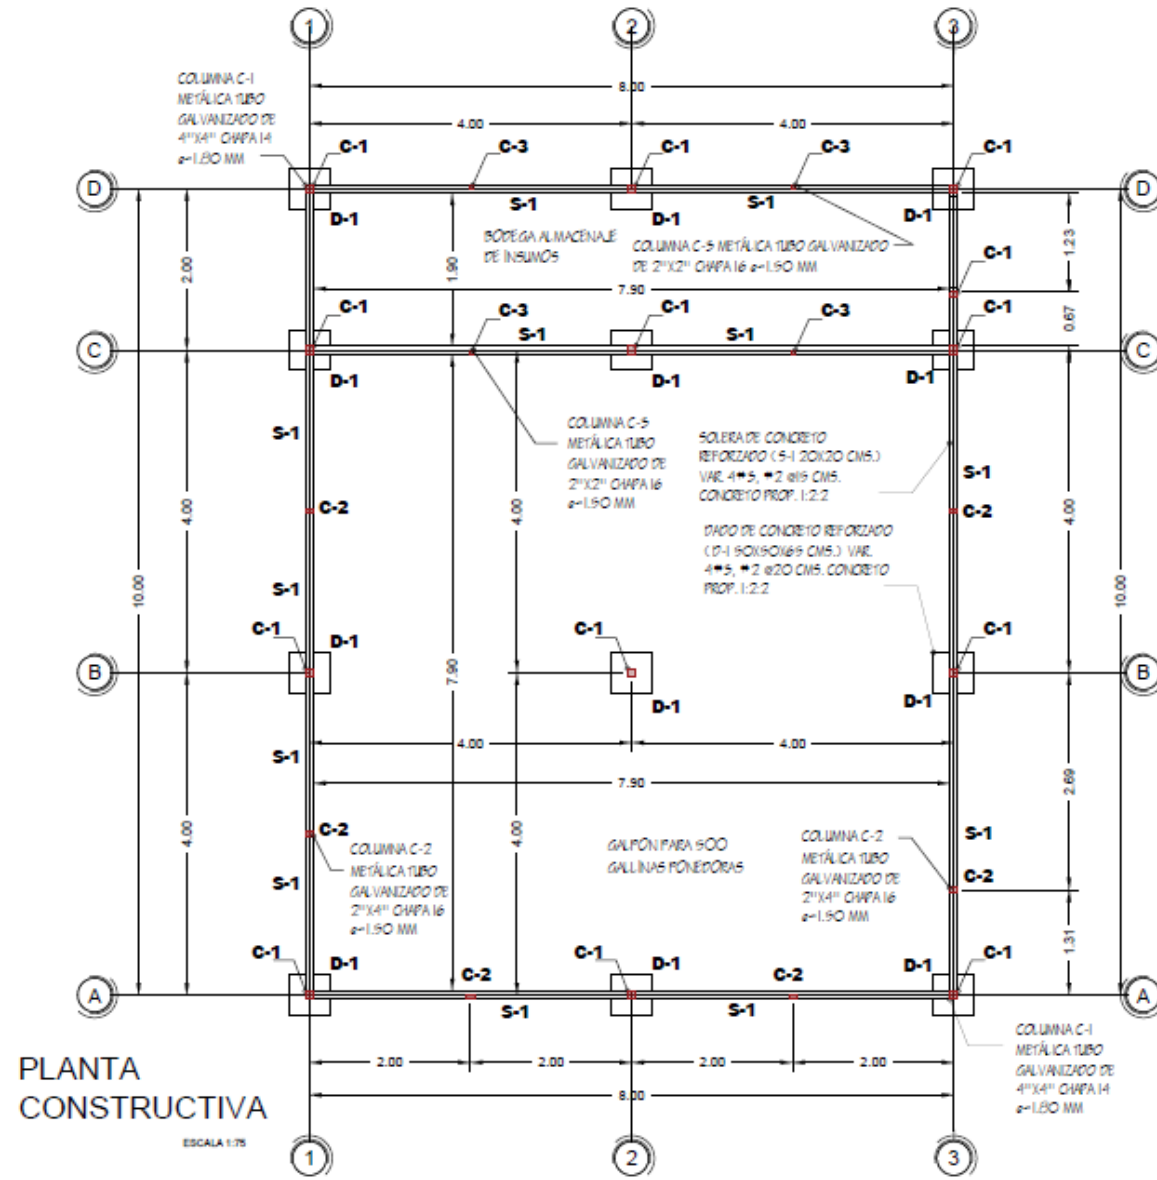 1 2 3
8.00
4.00 4.00
COLUMNA C-1
METÁLICA TUBO
GALVANIZADO DE
4"X4" CHAPA 14
e=1.80 MM
C-1 C-3 C-1 C-3 C-1
D D
D-1 S-1 D-1 S-1 D-1
BODEGA ALMACENAJE
DE INSUMOS
COLUMNA C-3 METÁLICA TUBO GALVANIZADO
DE 2"X2" CHAPA 16 e=1.50 MM
2.00 1.90 1.23
C-1
7.90
0.67
C-1 C-3 S-1 C-1 S-1 C-3 C-1
C C
D-1 D-1 D-1
COLUMNA C-3
METÁLICA TUBO
GALVANIZADO DE
2"X2" CHAPA 16
e=1.50 MM
SOLERA DE CONCRETO
REFORZADO (S-1 20X20 CMS.)
VAR. 4#3, #2 @15 CMS.
CONCRETO PROP. 1:2:2
S-1 S-1
C-2 C-2
4.00 4.00 4.00
DADO DE CONCRETO REFORZADO
(D-1 50X50X65 CMS.) VAR.
4#3, #2 @20 CMS. CONCRETO
PROP. 1:2:2
10.00 10.00
S-1
C-1 D-1 C-1 C-1
B B
7.90
D-1 D-1
4.00 4.00
S-1
7.90
2.69
4.00 4.00
C-2
COLUMNA C-2
METÁLICA TUBO
GALVANIZADO DE
2"X4" CHAPA 16
e=1.50 MM
GALPÓN PARA 500
GALLINAS PONEDORAS
COLUMNA C-2
METÁLICA TUBO
GALVANIZADO DE
2"X4" CHAPA 16
e=1.50 MM
S-1
C-2
S-1
1.31
C-1 D-1 C-2 C-1 D-1 C-2 D-1 C-1
A A
S-1 S-1
COLUMNA C-1
METÁLICA TUBO
GALVANIZADO DE
4"X4" CHAPA 14
e=1.80 MM
2.00 2.00 2.00 2.00
8.00
PLANTA
CONSTRUCTIVA
ESCALA 1:75
1 2 3